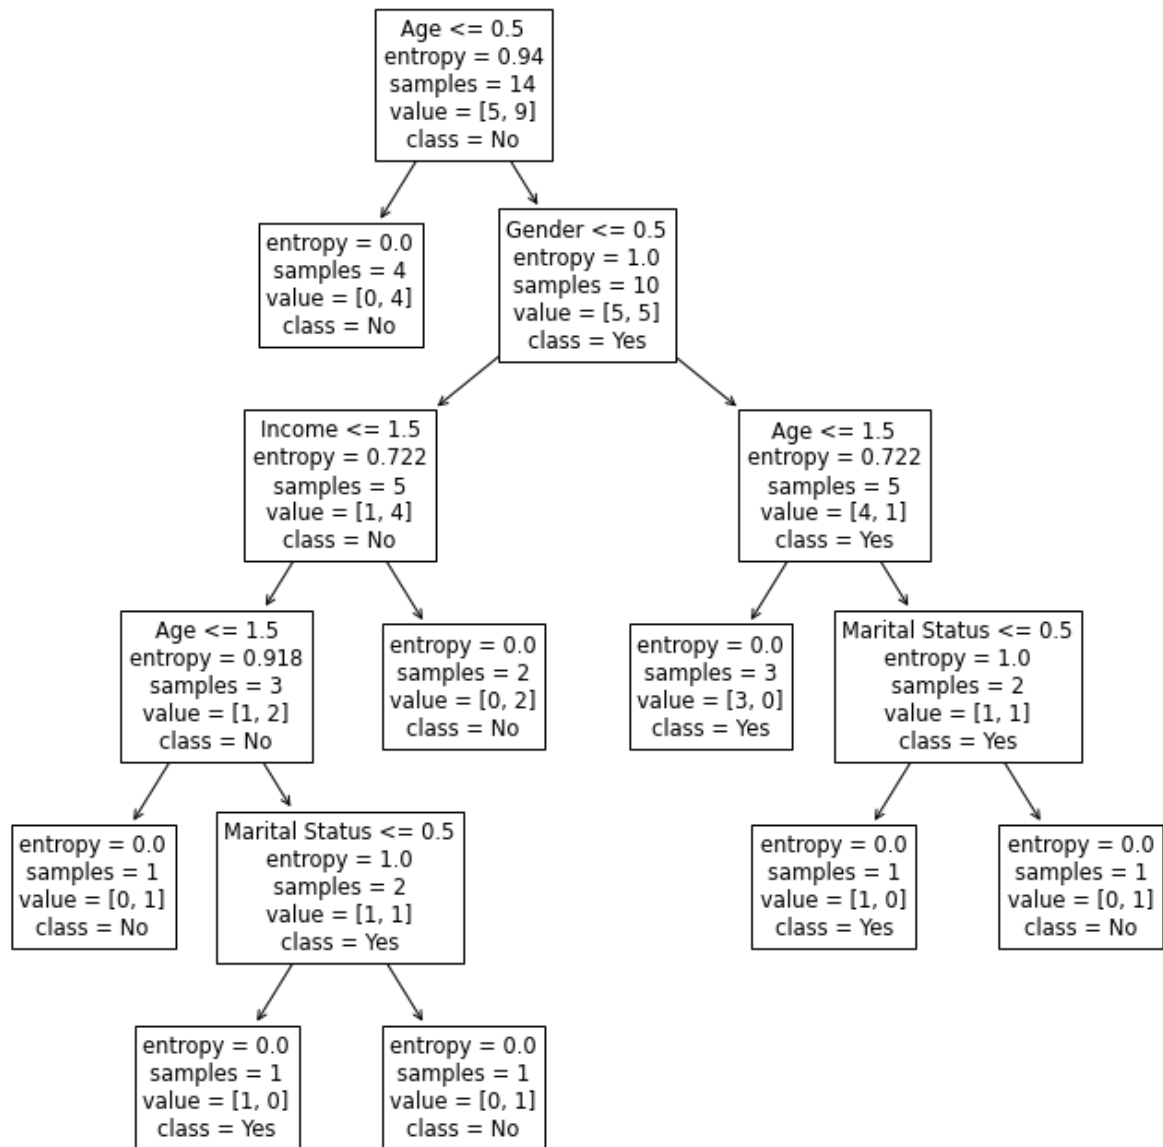 Age <= 0.5
entropy = 0.94
samples = 14
value = [5, 9]
class = No
entropy = 0.0
samples = 4
value = [0, 4]
class = No
Gender <= 0.5
entropy = 1.0
samples = 10
value = [5, 5]
class = Yes
Income <= 1.5
entropy = 0.722
samples = 5
value = [1, 4]
class = No
Age <= 1.5
entropy = 0.722
samples = 5
value = [4, 1]
class = Yes
Age <= 1.5
entropy = 0.918
samples = 3
value = [1, 2]
class = No
entropy = 0.0
samples = 2
value = [0, 2]
class = No
entropy = 0.0
samples = 3
value = [3, 0]
class = Yes
Marital Status <= 0.5
entropy = 1.0
samples = 2
value = [1, 1]
class = Yes
entropy = 0.0
samples = 1
value = [0, 1]
class = No
Marital Status <= 0.5
entropy = 1.0
samples = 2
value = [1, 1]
class = Yes
entropy = 0.0
samples = 1
value = [1, 0]
class = Yes
entropy = 0.0
samples = 1
value = [0, 1]
class = No
entropy = 0.0
samples = 1
value = [1, 0]
class = Yes
entropy = 0.0
samples = 1
value = [0, 1]
class = No